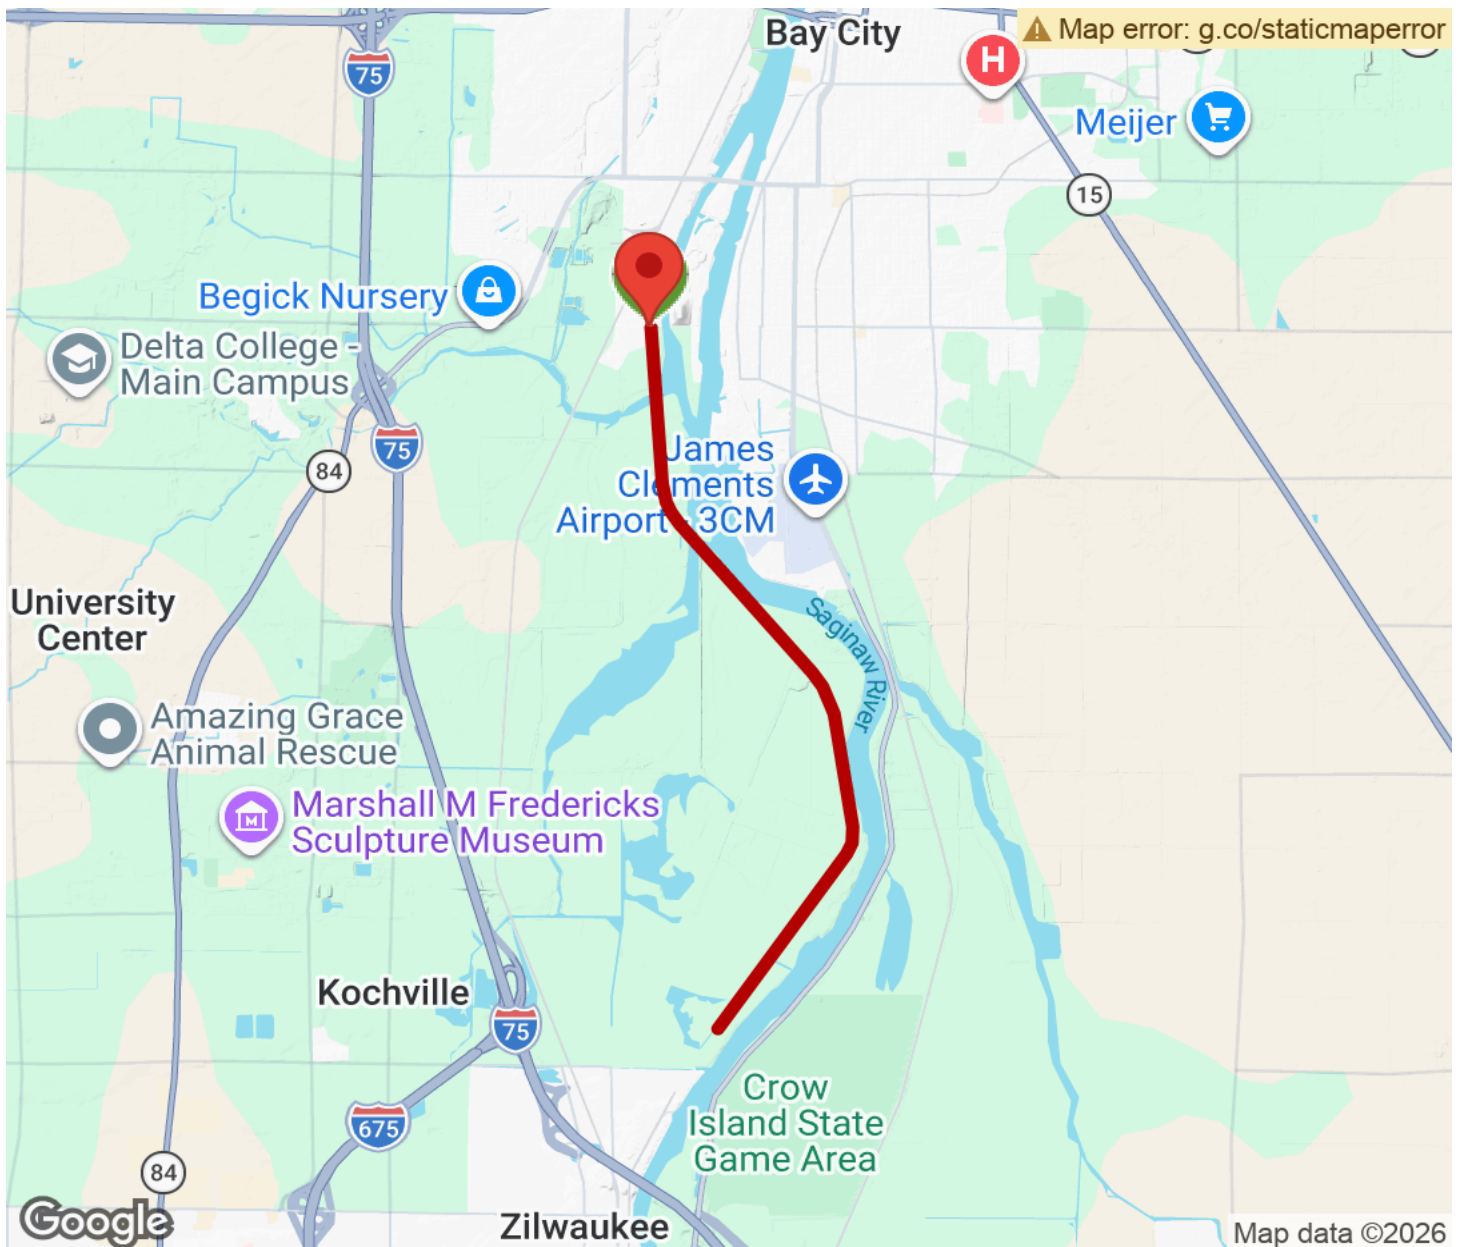 Bay City
Map error: g.co/staticmaperror
75
H
Meijer
15
Begick Nursery
Delta College -
Main Campus
75
84
James
Clements
Airport - 3CM
University
Center
Saginaw River
Amazing Grace
Animal Rescue
Marshall M Fredericks
Sculpture Museum
M
Kochville
75
Crow
Island State
Game Area
675
84
Google
Zilwaukee
Map data ©2026